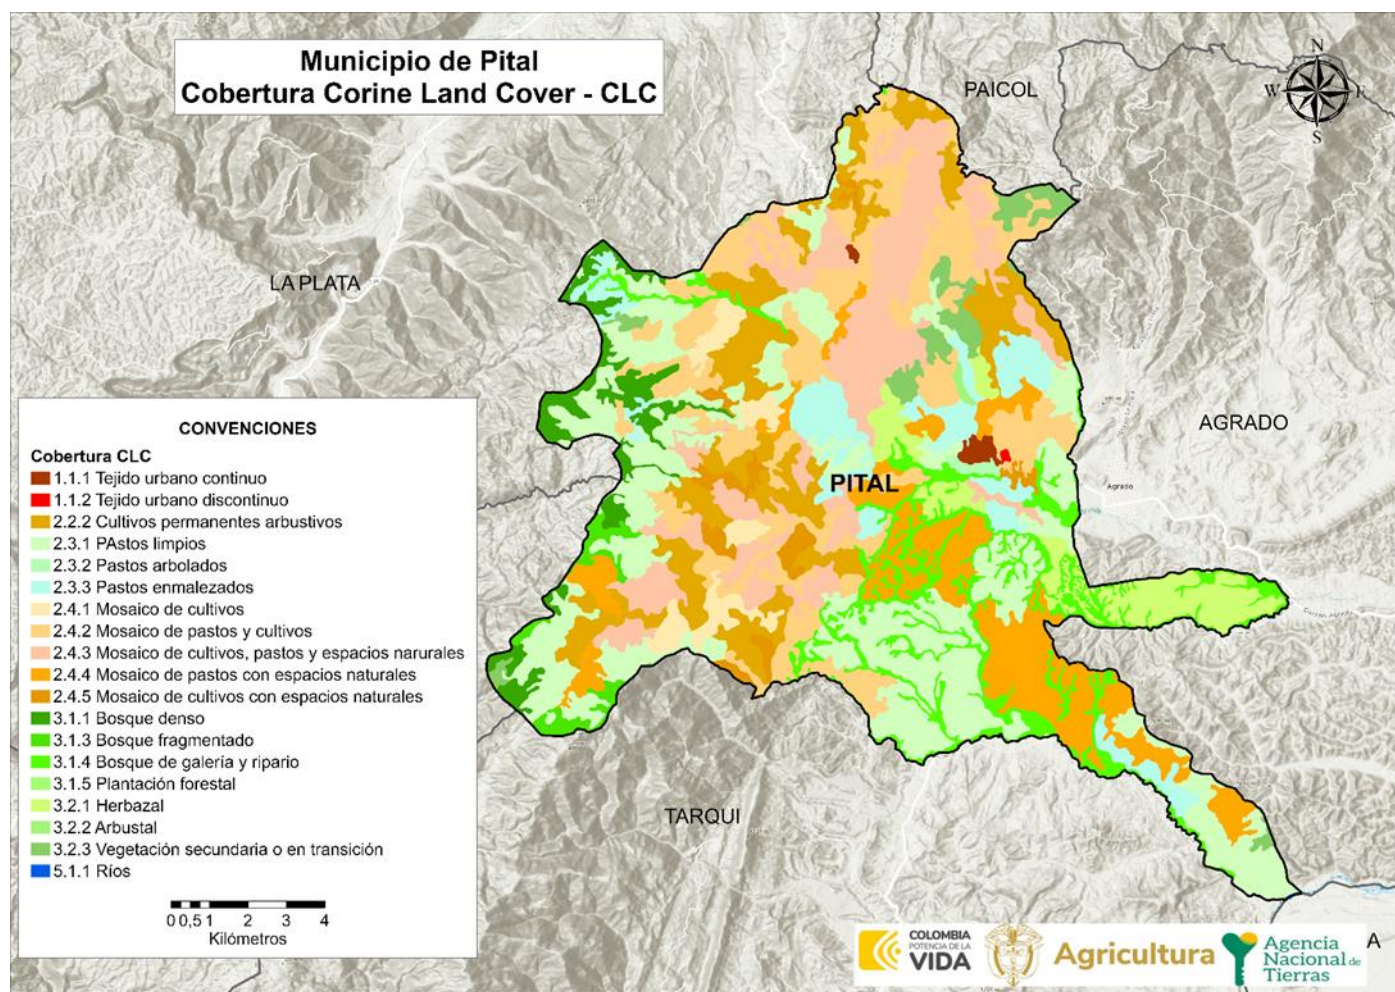 Municipio de Pital
Cobertura Corine Land Cover - CLC
PAICOL
N
W E
S
LA PLATA
AGRADO
PITAL
Agrado
Garzón Agrado
TARQUI
CONVENCIONES
Cobertura CLC
1.1.1 Tejido urbano continuo
1.1.2 Tejido urbano discontinuo
2.2.2 Cultivos permanentes arbustivos
2.3.1 PAstos limpios
2.3.2 Pastos arbolados
2.3.3 Pastos enmalezados
2.4.1 Mosaico de cultivos
2.4.2 Mosaico de pastos y cultivos
2.4.3 Mosaico de cultivos, pastos y espacios narurales
2.4.4 Mosaico de pastos con espacios naturales
2.4.5 Mosaico de cultivos con espacios naturales
3.1.1 Bosque denso
3.1.3 Bosque fragmentado
3.1.4 Bosque de galería y ripario
3.1.5 Plantación forestal
3.2.1 Herbazal
3.2.2 Arbustal
3.2.3 Vegetación secundaria o en transición
5.1.1 Ríos
0 0,5 1 2 3 4
Kilómetros
COLOMBIA
POTENCIA DE LA
VIDA
Agricultura
Agencia
Nacional de
Tierras
A